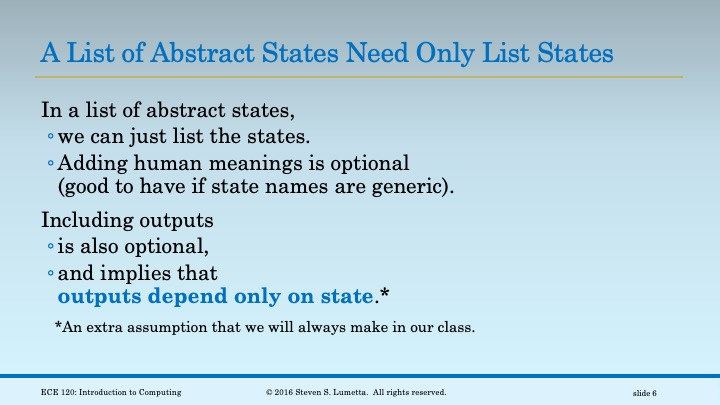 A List of Abstract States Need Only List States
In a list of abstract states,
◦ we can just list the states.
◦ Adding human meanings is optional
(good to have if state names are generic).
Including outputs
◦ is also optional,
◦ and implies that
outputs depend only on state.*
*An extra assumption that we will always make in our class.
ECE 120: Introduction to Computing
© 2016 Steven S. Lumetta. All rights reserved.
slide 6